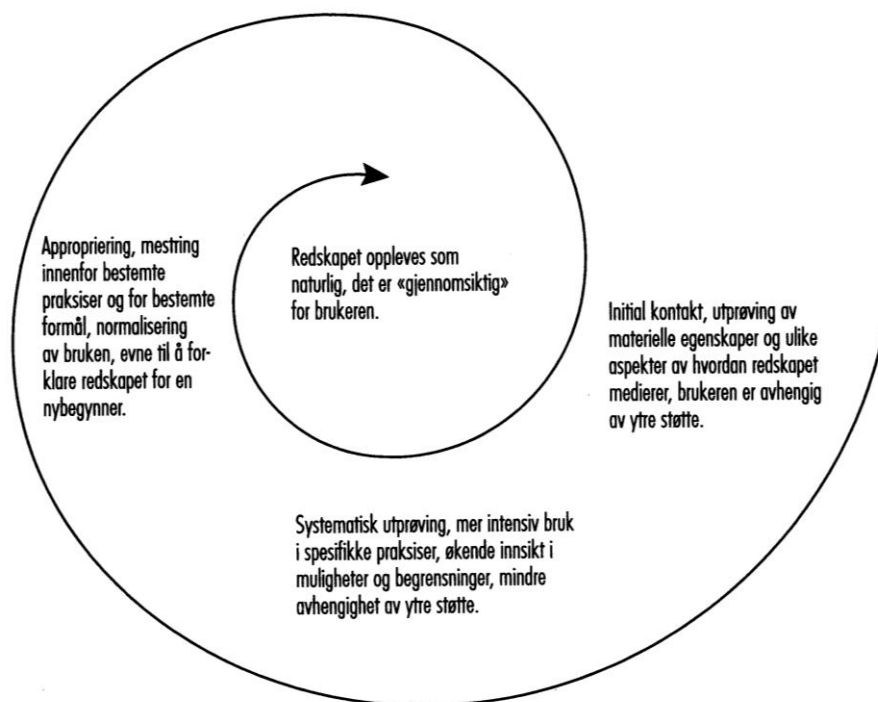 Appropriering, mestring
innenfor bestemte
praksiser og for bestemte
formål, normalisering
av bruken, evne til å for-
klare redskapet for en
nybegynner.
Redskapet oppleves som
naturlig, det er «gjennomsiktig»
for brukeren.
Initial kontakt, utprøving av
materielle egenskaper og ulike
aspekter av hvordan redskapet
medierer, brukeren er avhengig
av ytre støtte.
Systematisk utprøving, mer intensiv bruk
i spesifikke praksiser, økende innsikt i
muligheter og begrensninger, mindre
avhengighet av ytre støtte.